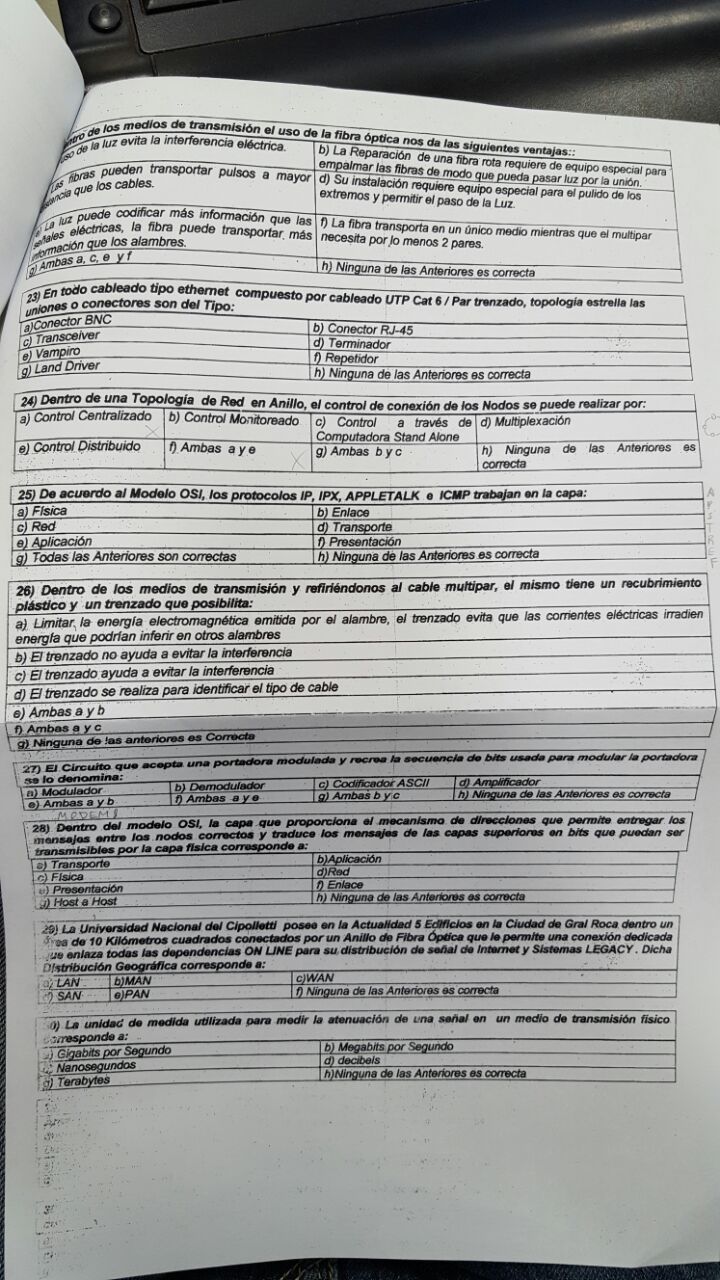 ntro de los medios de transmisión el uso de la fibra óptica nos da las siguientes ventajas::
uso de la luz evita la interferencia eléctrica.
b) La Reparación de una fibra rota requiere de equipo especial para
empalmar las fibras de modo que pueda pasar luz por la unión.
as fibras pueden transportar pulsos a mayor
stancia que los cables.
d) Su instalación requiere equipo especial para el pulido de los
extremos y permitir el paso de la Luz.
e) La luz puede codificar más información que las
señales eléctricas, la fibra puede transportar más
información que los alambres.
f) La fibra transporta en un único medio mientras que el multipar
necesita por lo menos 2 pares.
g) Ambas a, c, e y f
h) Ninguna de las Anteriores es correcta
23) En todo cableado tipo ethernet compuesto por cableado UTP Cat 6 / Par trenzado, topología estrella las
uniones o conectores son del Tipo:
a)Conector BNC
b) Conector RJ-45
c) Transceiver
d) Terminador
e) Vampiro
f) Repetidor
g) Land Driver
h) Ninguna de las Anteriores es correcta
24) Dentro de una Topología de Red en Anillo, el control de conexión de los Nodos se puede realizar por:
a) Control Centralizado
b) Control Monitoreado
c) Control a través de
Computadora Stand Alone
d) Multiplexación
e) Control Distribuido
f) Ambas a y e
g) Ambas b y c
h) Ninguna de las Anteriores es
correcta
25) De acuerdo al Modelo OSI, los protocolos IP, IPX, APPLETALK e ICMP trabajan en la capa:
a) Física
b) Enlace
c) Red
d) Transporte
e) Aplicación
f) Presentación
g) Todas las Anteriores son correctas
h) Ninguna de las Anteriores es correcta
26) Dentro de los medios de transmisión y refiriéndonos al cable multipar, el mismo tiene un recubrimiento
plástico y un trenzado que posibilita:
a) Limitar la energía electromagnética emitida por el alambre, el trenzado evita que las corrientes eléctricas irradien
energía que podrían inferir en otros alambres
b) El trenzado no ayuda a evitar la interferencia
c) El trenzado ayuda a evitar la interferencia
d) El trenzado se realiza para identificar el tipo de cable
e) Ambas a y b
f) Ambas a y c
g) Ninguna de las anteriores es Correcta
27) El Circuito que acepta una portadora modulada y recrea la secuencia de bits usada para modular la portadora
se lo denomina:
a) Modulador
b) Demodulador
c) Codificador ASCII
d) Amplificador
e) Ambas a y b
f) Ambas a y e
g) Ambas b y c
h) Ninguna de las Anteriores es correcta
MODEMS
28) Dentro del modelo OSI, la capa que proporciona el mecanismo de direcciones que permite entregar los
mensajes entre los nodos correctos y traduce los mensajes de las capas superiores en bits que puedan ser
transmisibles por la capa fisica corresponde a:
a) Transporte
b)Aplicación
c) Física
d)Red
e) Presentación
f) Enlace
g) Host a Host
h) Ninguna de las Anteriores es correcta
29) La Universidad Nacional del Cipolletti posee en la Actualidad 5 Edificios en la Ciudad de Gral Roca dentro un
Área de 10 Kilómetros cuadrados conectados por un Anillo de Fibra Óptica que le permite una conexión dedicada
que enlaza todas las dependencias ON LINE para su distribución de señal de Internet y Sistemas LEGACY . Dicha
Distribución Geográfica corresponde a:
LAN
b)MAN
c)WAN
SAN
e)PAN
f) Ninguna de las Anteriores es correcta
0) La unidad de medida utilizada para medir la atenuación de una señal en un medio de transmisión físico
corresponde a:
Gigabits por Segundo
b) Megabits por Segundo
Nanosegundos
d) decibels
g) Terabytes
h)Ninguna de las Anteriores es correcta